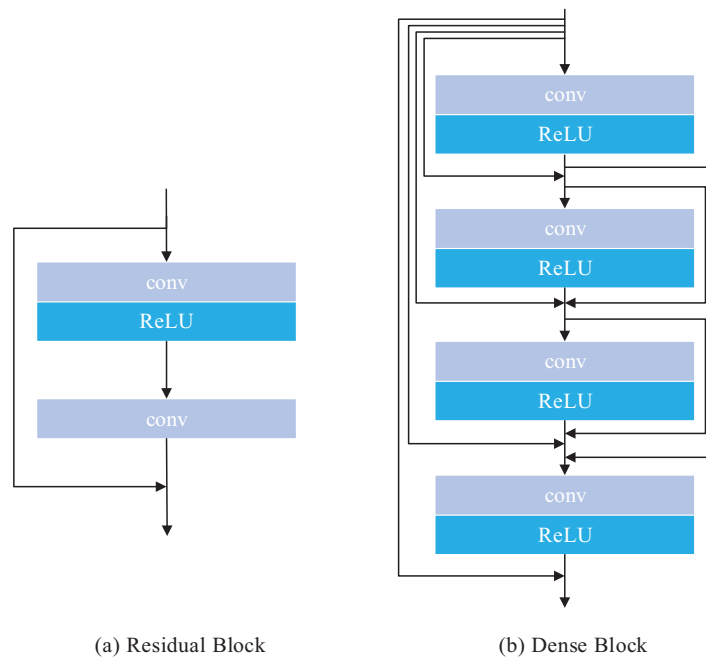 conv
ReLU
conv
(a) Residual Block
conv
ReLU
conv
ReLU
conv
ReLU
conv
ReLU
(b) Dense Block